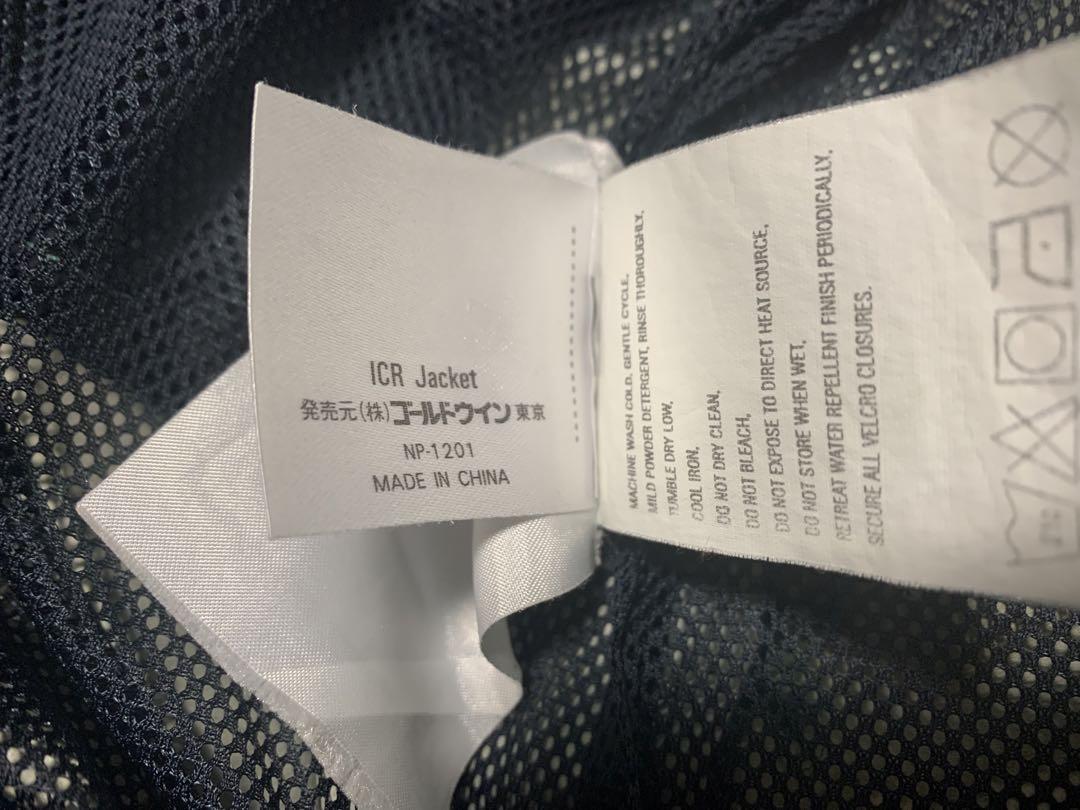 ICR Jacket
発売元(株)ゴールドウイン東京
NP-1201
MADE IN CHINA
MACHINE WASH COLD, GENTLE CYCLE,
MILD POWDER DETERGENT, RINSE THOROUGHLY,
TUMBLE DRY LOW,
COOL IRON,
DO NOT DRY CLEAN,
DO NOT BLEACH,
DO NOT EXPOSE TO DIRECT HEAT SOURCE,
DO NOT STORE WHEN WET,
RETREAT WATER REPELLENT FINISH PERIODICALLY,
SECURE ALL VELCRO CLOSURES.